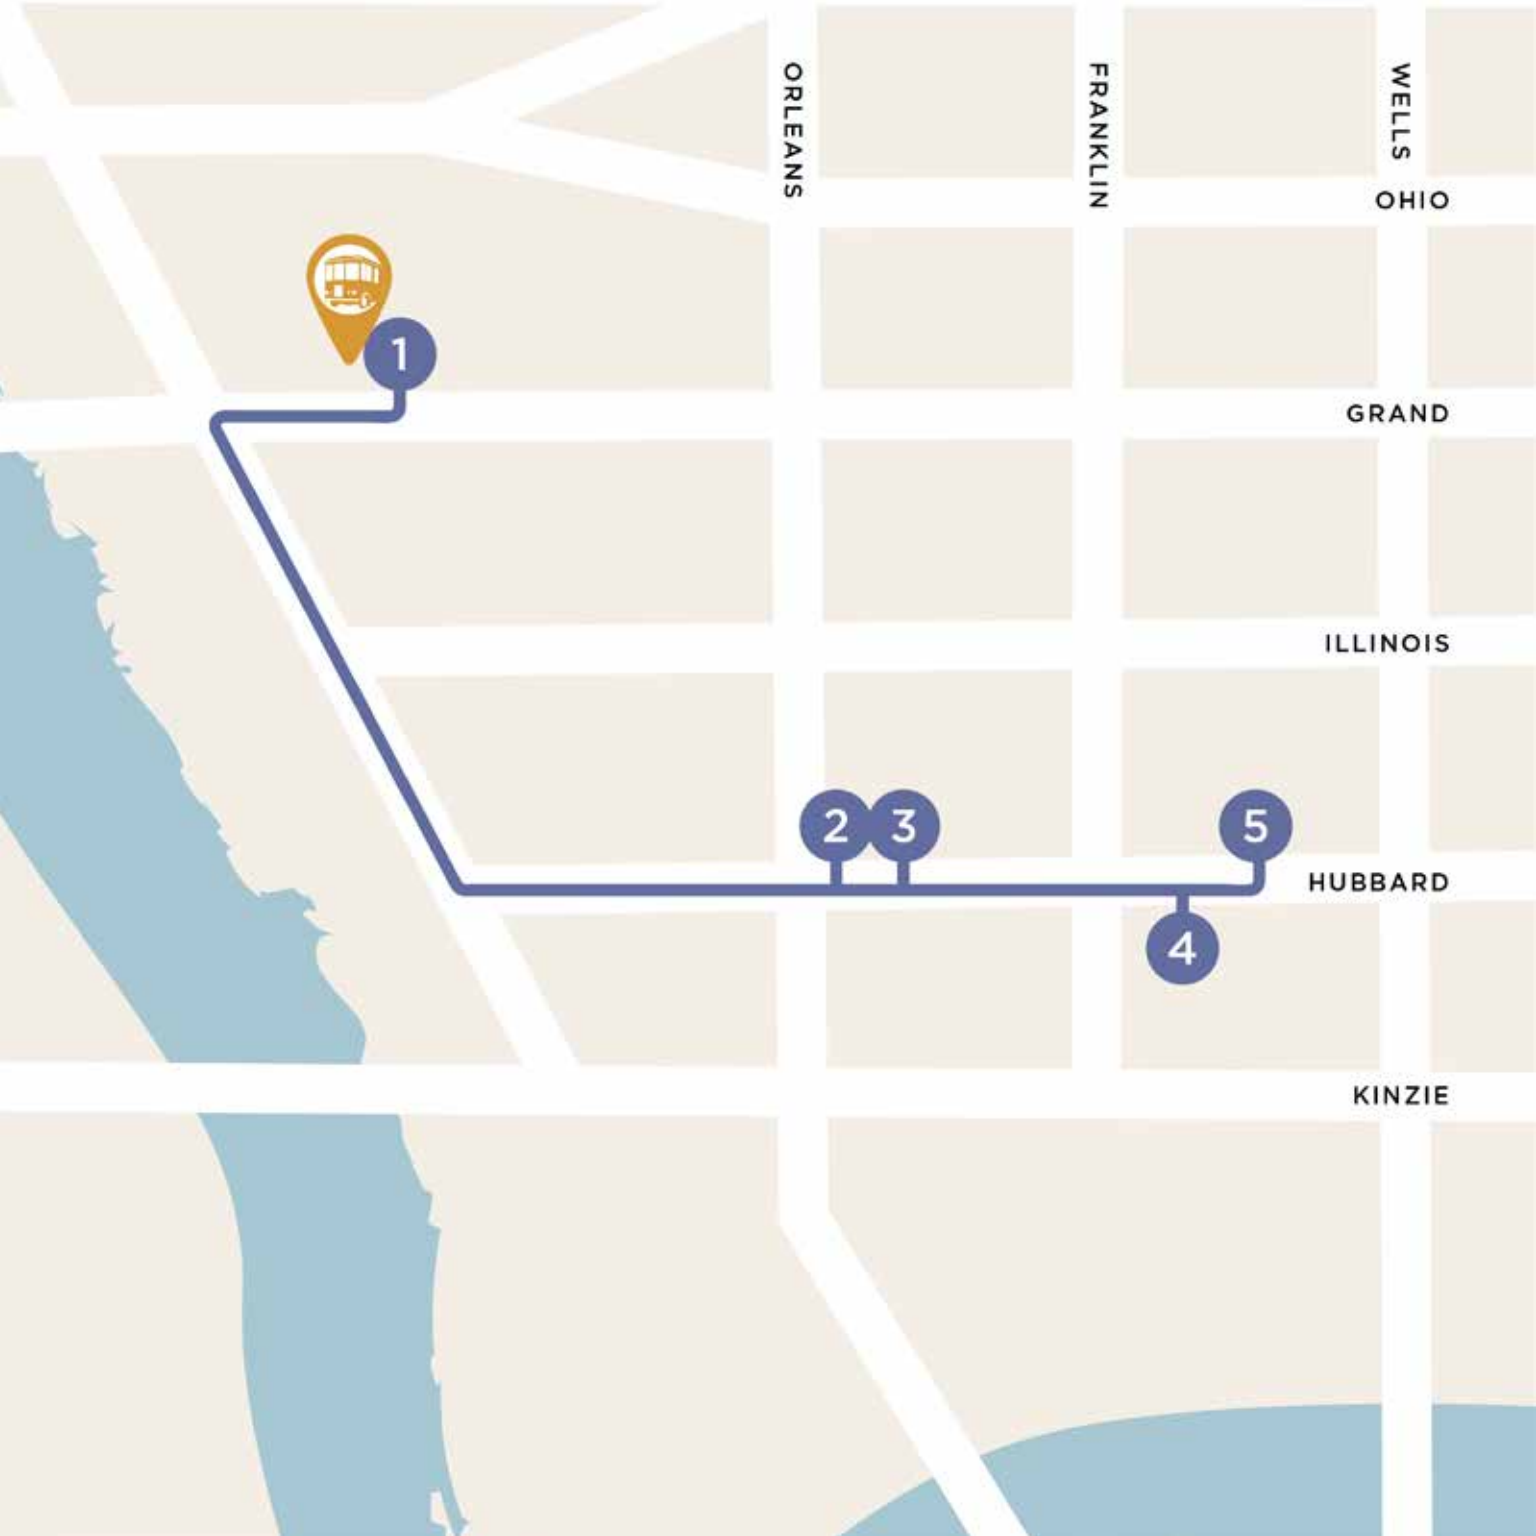 ORLEANS
FRANKLIN
WELLS
OHIO
1
GRAND
ILLINOIS
2
3
5
HUBBARD
4
KINZIE